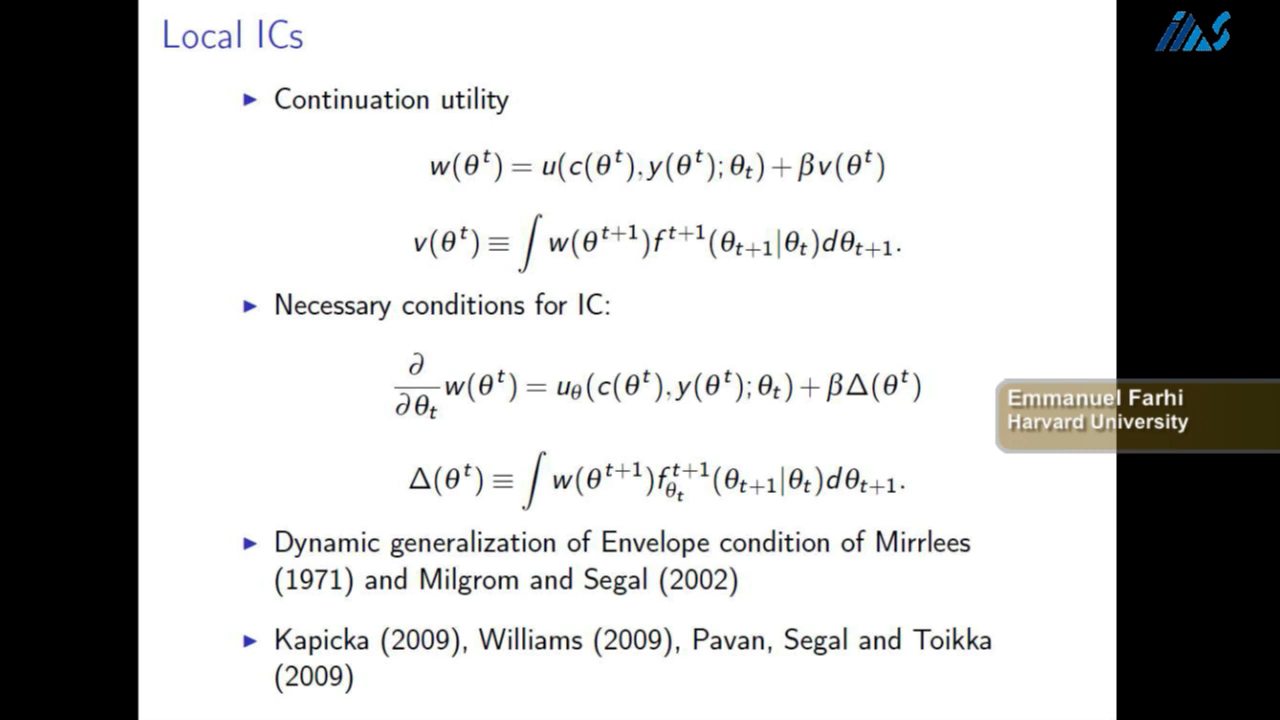 Local ICs
▶ Continuation utility
w(θ^t) = u(c(θ^t), y(θ^t); θ_t) + βv(θ^t)
v(θ^t) ≡ ∫ w(θ^{t+1}) f^{t+1}(θ_{t+1}|θ_t) dθ_{t+1}.
▶ Necessary conditions for IC:
∂/∂θ_t w(θ^t) = u_θ(c(θ^t), y(θ^t); θ_t) + βΔ(θ^t)
Emmanuel Farhi
Harvard University
Δ(θ^t) ≡ ∫ w(θ^{t+1}) f^{t+1}_{θ_t}(θ_{t+1}|θ_t) dθ_{t+1}.
▶ Dynamic generalization of Envelope condition of Mirrlees
(1971) and Milgrom and Segal (2002)
▶ Kapicka (2009), Williams (2009), Pavan, Segal and Toikka
(2009)